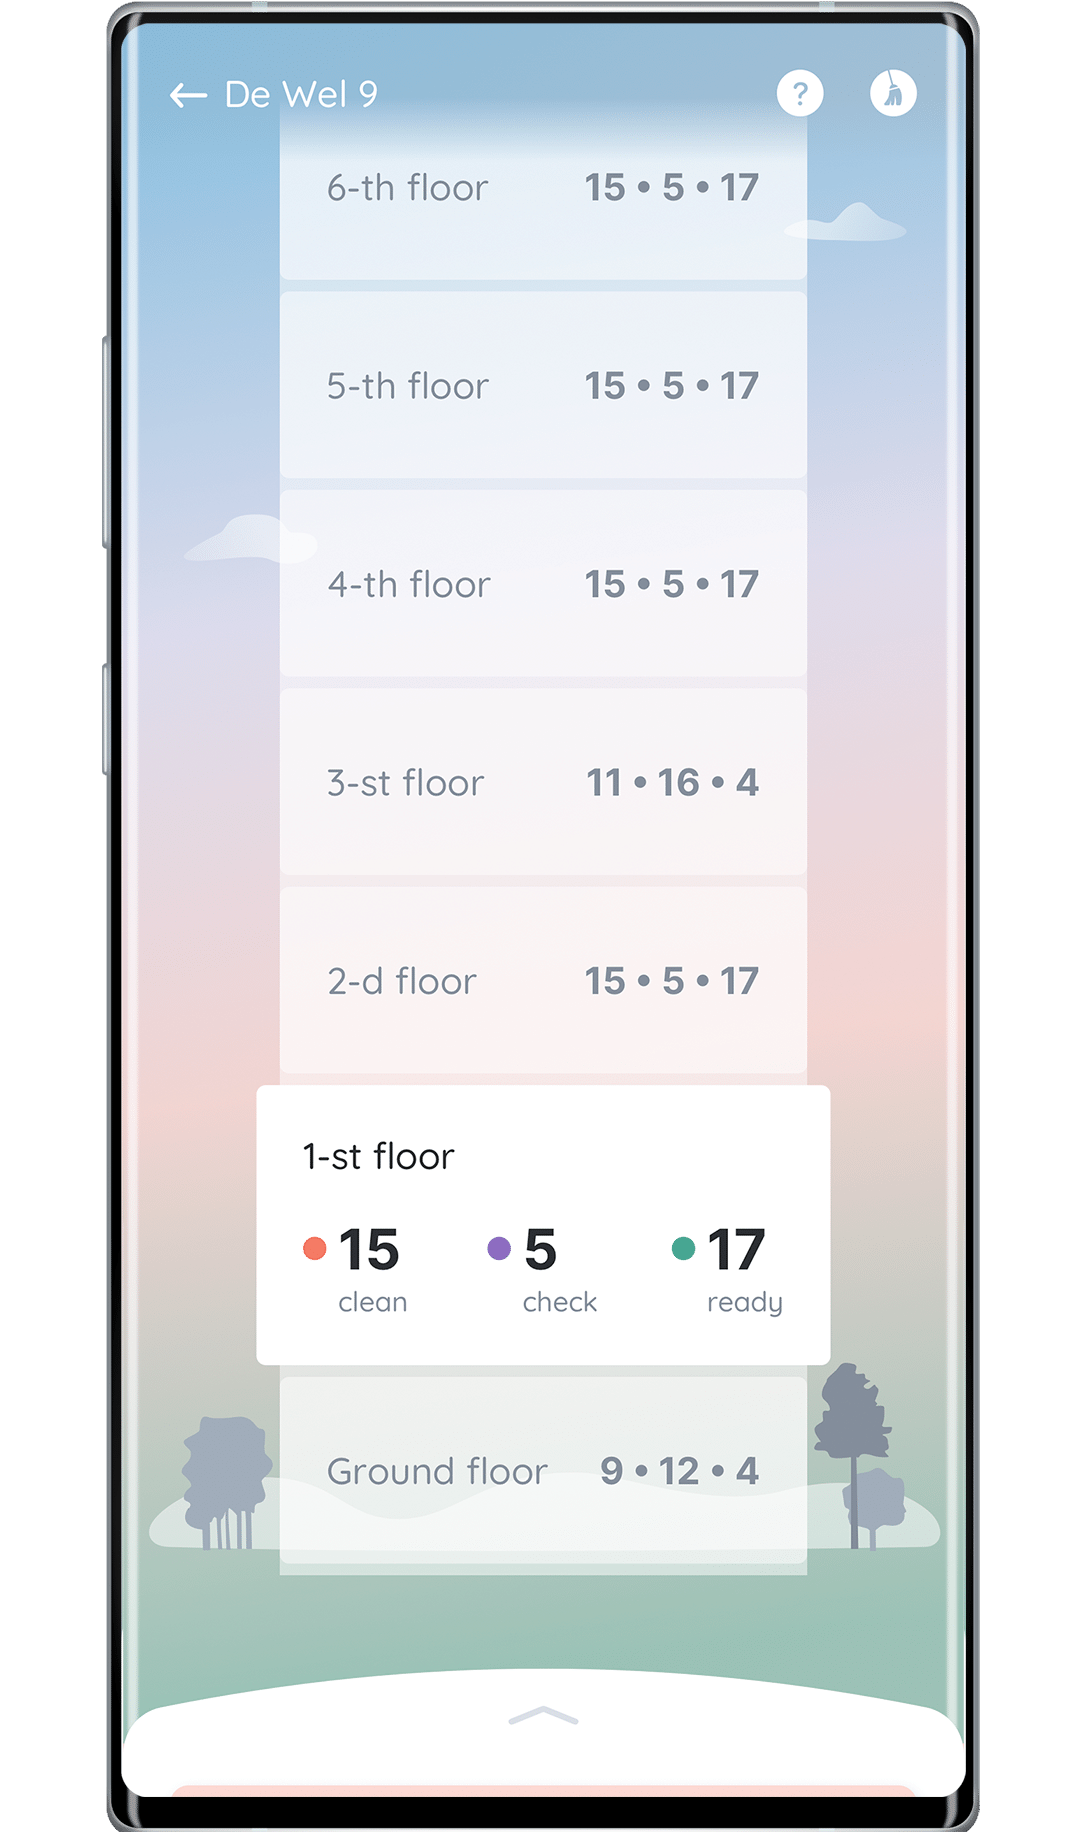 ← De Wel 9 ?
6-th floor 15 • 5 • 17
5-th floor 15 • 5 • 17
4-th floor 15 • 5 • 17
3-st floor 11 • 16 • 4
2-d floor 15 • 5 • 17
1-st floor
15 5 17
clean check ready
Ground floor 9 • 12 • 4